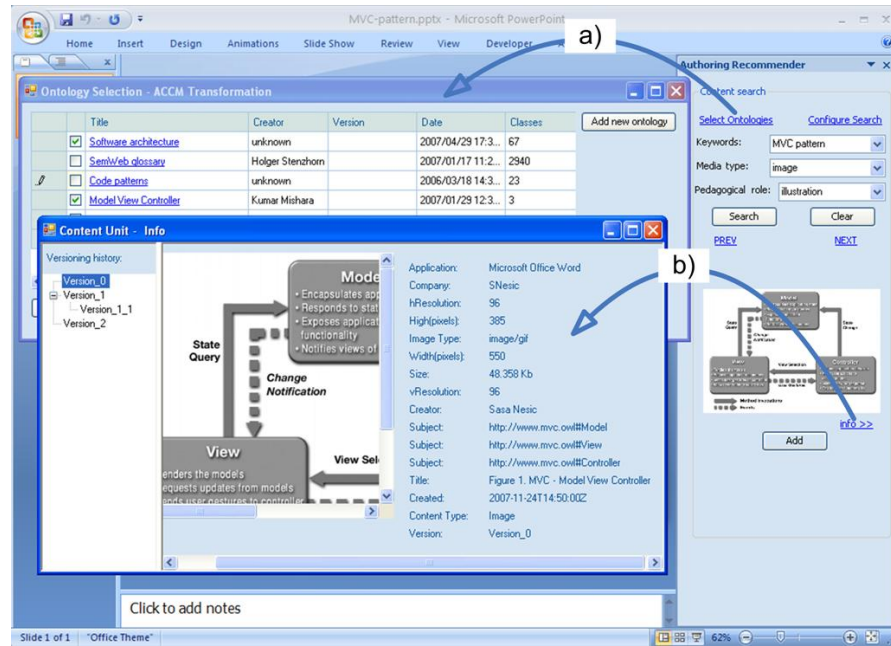 MVC-pattern.pptx - Microsoft PowerPoint
Home Insert Design Animations Slide Show Review View Developer
a)
Ontology Selection - ACCM Transformation
Title Creator Version Date Classes
Software architecture unknown 2007/04/29 17:3... 67
SemWeb glossary Holger Stenzhorn 2007/01/17 11:2... 2940
Code patterns unknown 2006/03/18 14:3... 23
Model View Controller Kumar Mishara 2007/01/29 12:3... 3
Add new ontology
Authoring Recommender
Content search
Select Ontologies Configure Search
Keywords: MVC pattern
Media type: image
Pedagogical role: illustration
Search Clear
PREV NEXT
b)
info >>
Add
Content Unit - Info
Versioning history:
Version_0
Version_1
Version_1_1
Version_2
Mode
• Encapsulates app
• Responds to stat
• Exposes applicat
functionality
• Notifies views of
State
Query
Change
Notification
View
enders the models
equests updates from models
ends user gestures to controller
View Sel
Application: Microsoft Office Word
Company: SNesic
hResolution: 96
High(pixels): 385
Image Type: image/gif
Width(pixels): 550
Size: 48.358 Kb
vResolution: 96
Creator: Sasa Nesic
Subject: http://www.mvc.owl#Model
Subject: http://www.mvc.owl#View
Subject: http://www.mvc.owl#Controller
Title: Figure 1. MVC - Model View Controller
Created: 2007-11-24T14:50:00Z
Content Type: Image
Version: Version_0
Click to add notes
Slide 1 of 1 "Office Theme" 62%